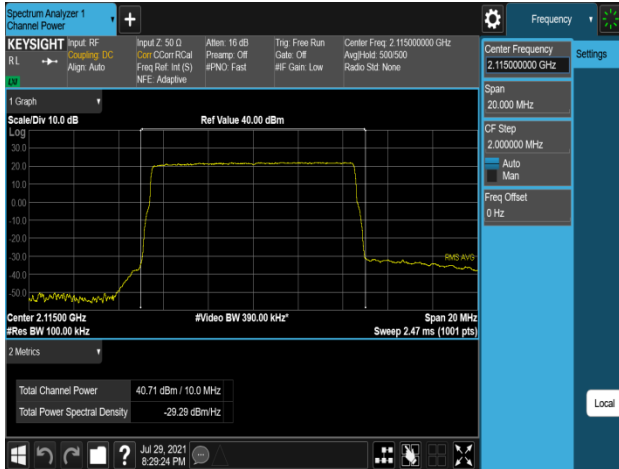 Spectrum Analyzer 1
Channel Power
+
Frequency
KEYSIGHT
RL
LV
Input: RF
Coupling: DC
Align: Auto
Input Z: 50 Ω
Corr CCorr RCal
Freq Ref: Int (S)
NFE: Adaptive
Atten: 16 dB
Preamp: Off
#PNO: Fast
Trig: Free Run
Gate: Off
#IF Gain: Low
Center Freq: 2.115000000 GHz
Avg|Hold: 500/500
Radio Std: None
Center Frequency
2.115000000 GHz
Settings
Span
20.000 MHz
CF Step
2.000000 MHz
Auto
Man
Freq Offset
0 Hz
Local
1 Graph
Scale/Div 10.0 dB
Ref Value 40.00 dBm
Log
30.0
20.0
10.0
0.00
-10.0
-20.0
-30.0
-40.0
-50.0
RMS AVG
Center 2.11500 GHz
#Video BW 390.00 kHz*
Span 20 MHz
#Res BW 100.00 kHz
Sweep 2.47 ms (1001 pts)
2 Metrics
Total Channel Power 40.71 dBm / 10.0 MHz
Total Power Spectral Density -29.29 dBm/Hz
?
Jul 29, 2021
8:29:24 PM